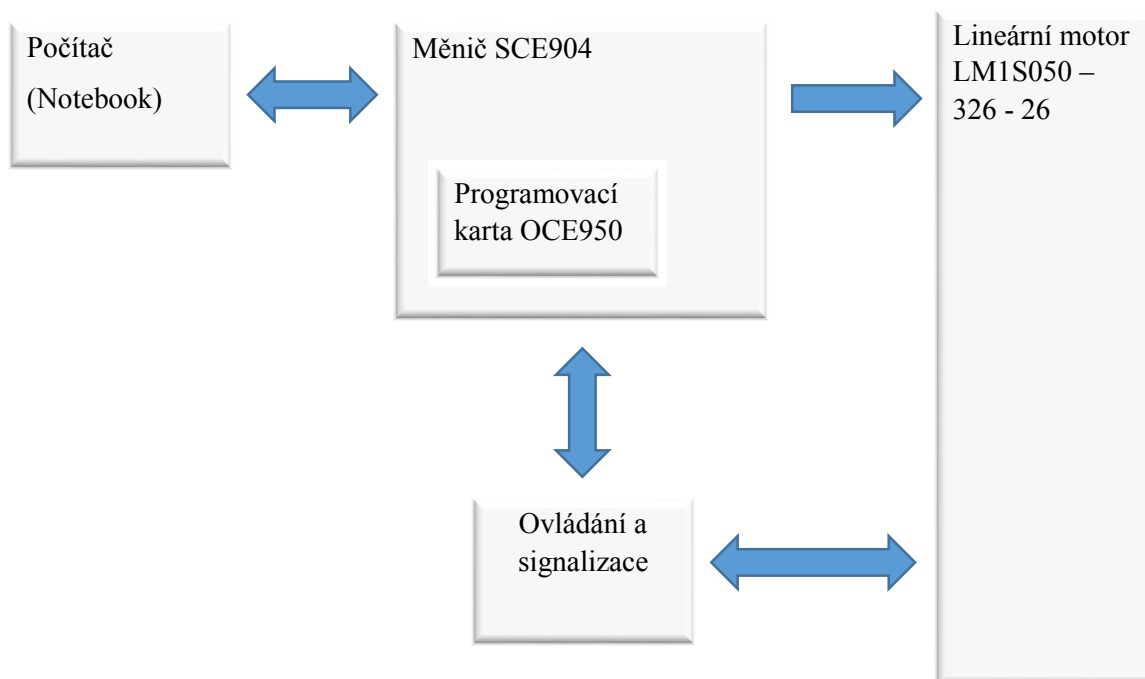 Počítač
(Notebook)
Měnič SCE904
Programovací
karta OCE950
Lineární motor
LM1S050 –
326 - 26
Ovládání a
signalizace